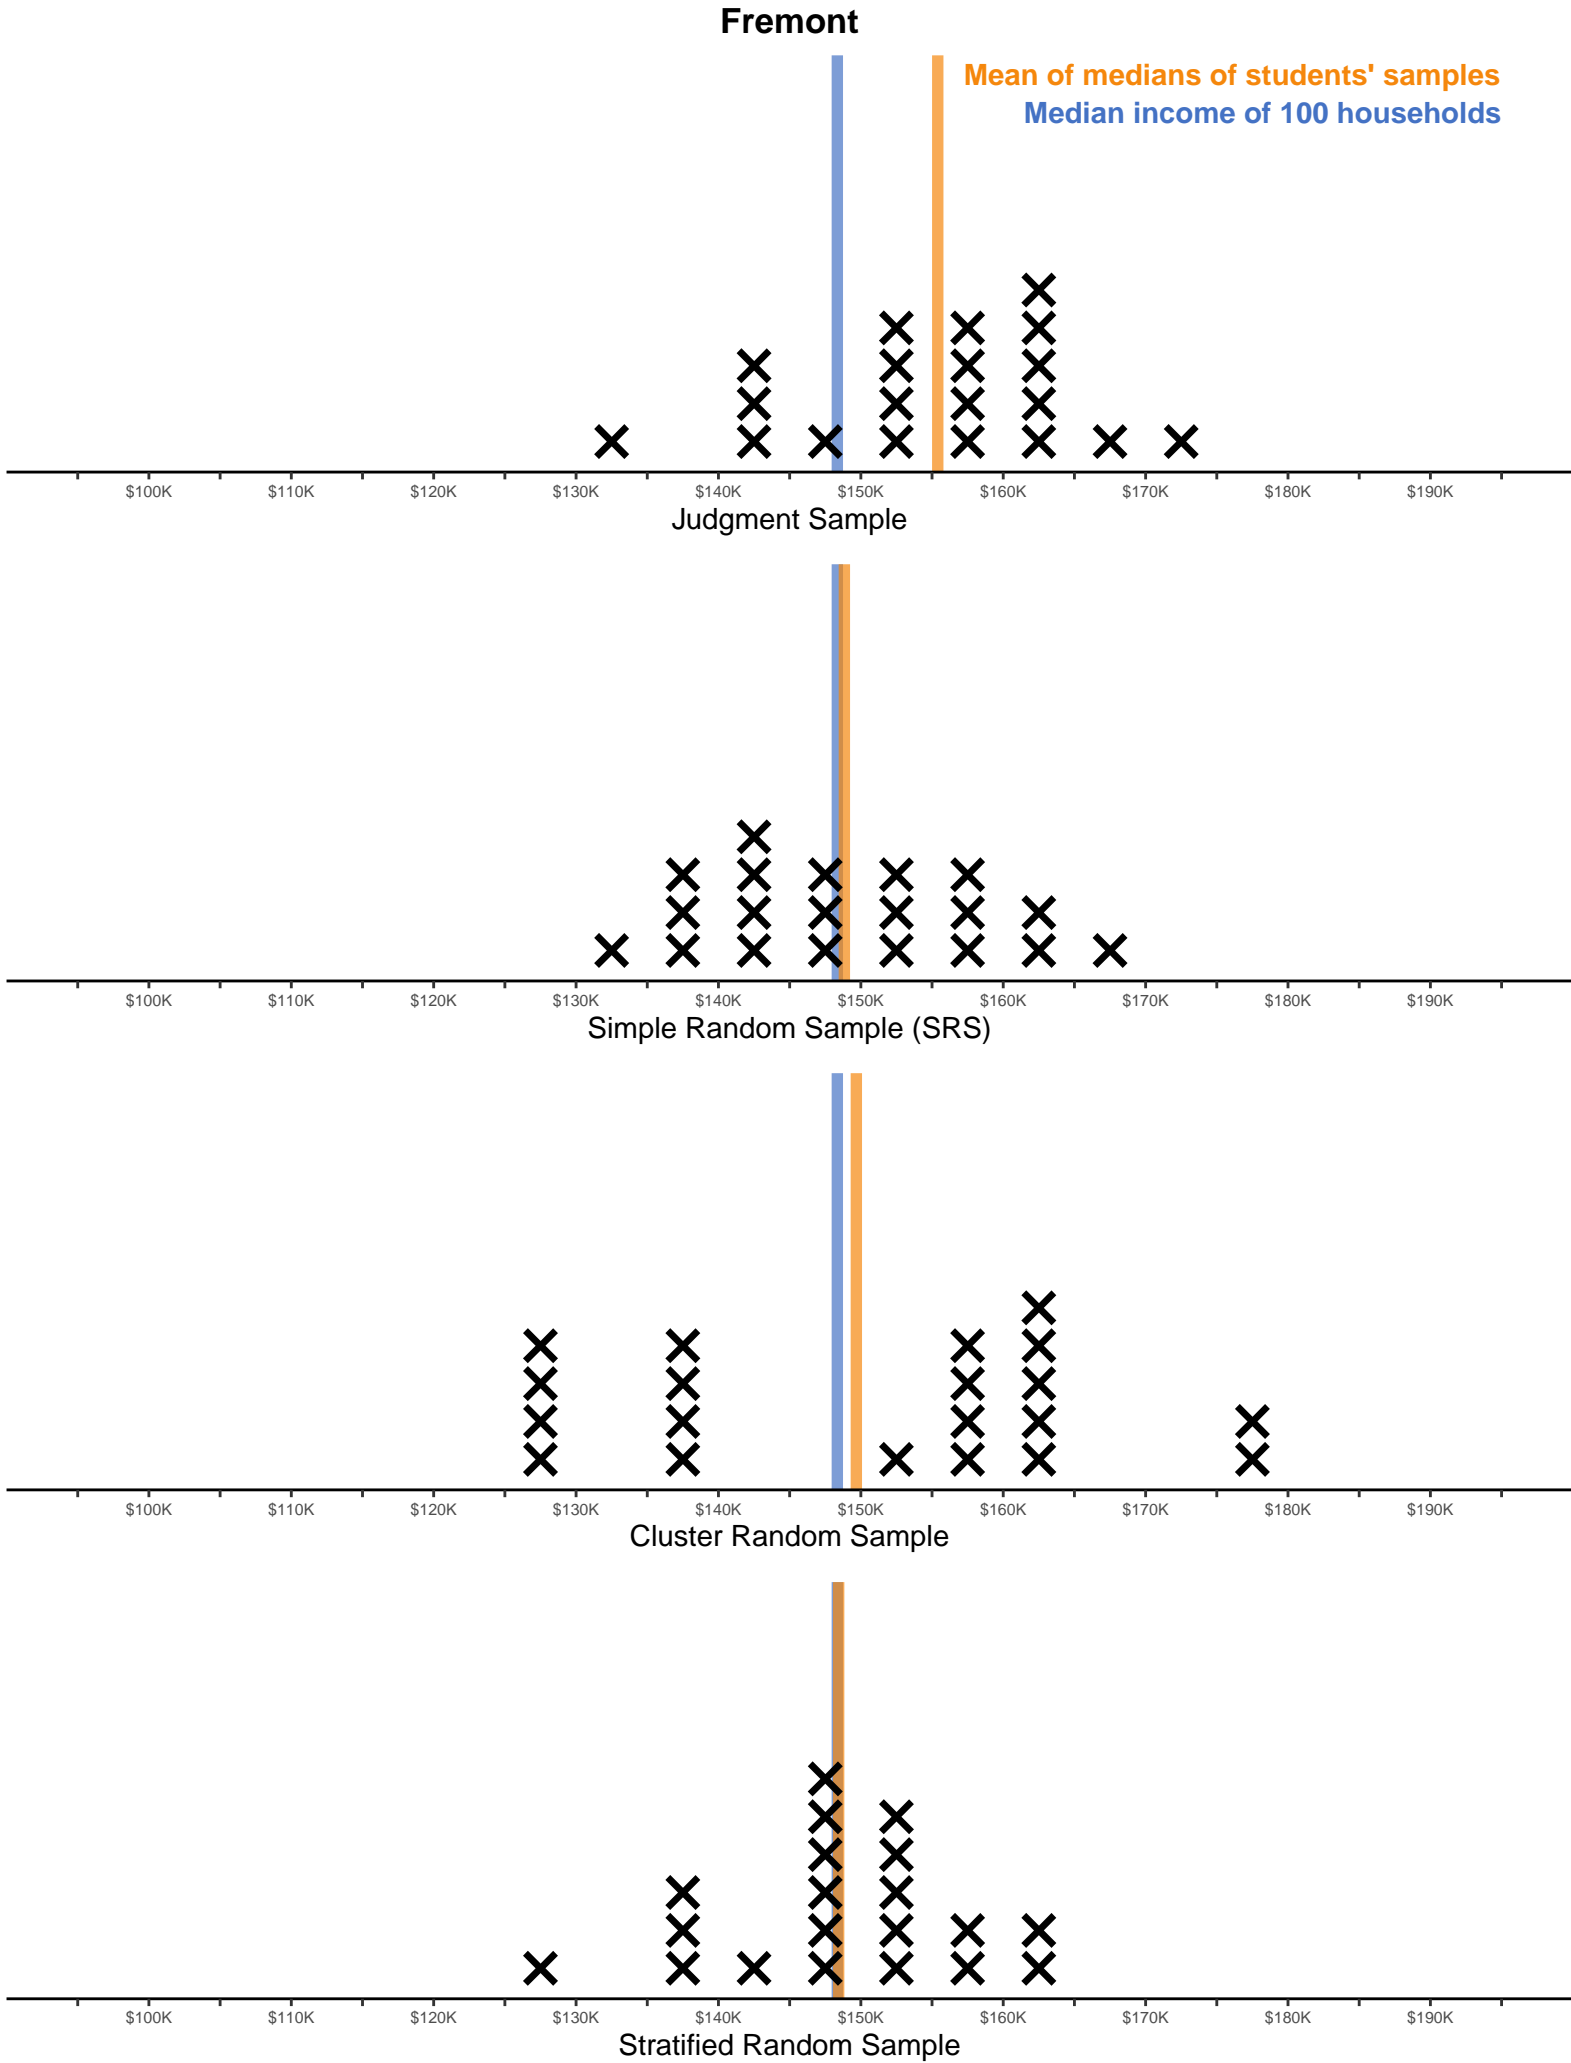 Fremont
Mean of medians of students' samples
Median income of 100 households
$100K $110K $120K $130K $140K $150K $160K $170K $180K $190K
Judgment Sample
$100K $110K $120K $130K $140K $150K $160K $170K $180K $190K
Simple Random Sample (SRS)
$100K $110K $120K $130K $140K $150K $160K $170K $180K $190K
Cluster Random Sample
$100K $110K $120K $130K $140K $150K $160K $170K $180K $190K
Stratified Random Sample